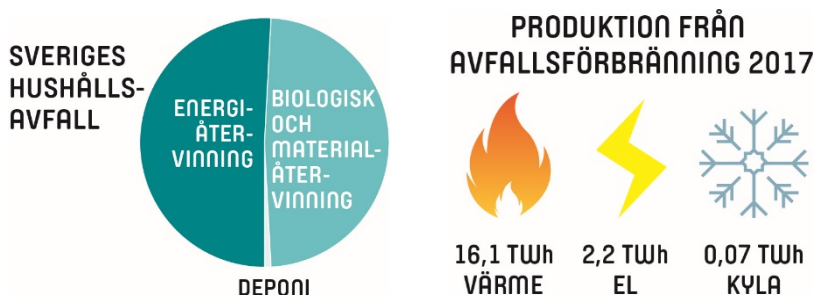 SVERIGES
HUSHÅLLS-
AVFALL
ENERGI-
ÅTER-
VINNING
BIOLOGISK
OCH
MATERIAL-
ÅTER-
VINNING
DEPONI
PRODUKTION FRÅN
AVFALLSFÖRBRÄNNING 2017
16,1 TWh
VÄRME
2,2 TWh
EL
0,07 TWh
KYLA